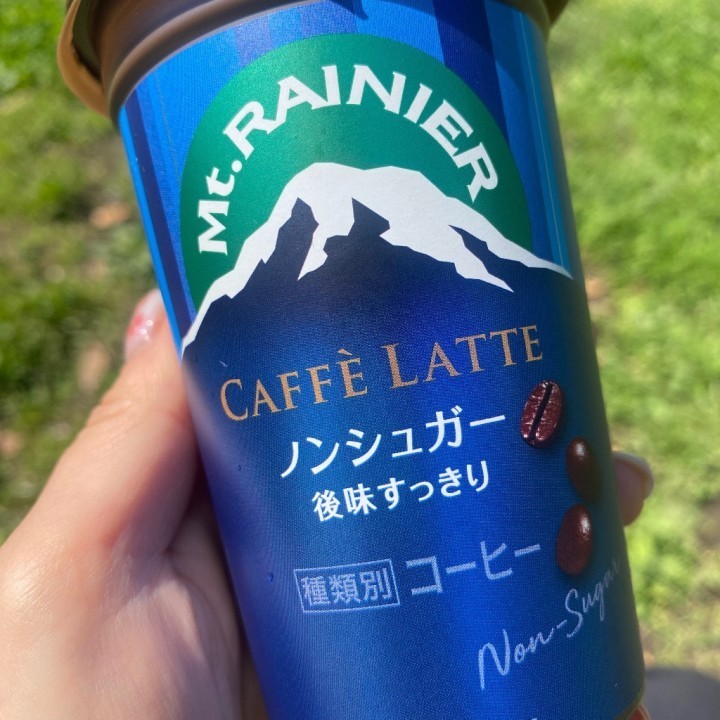 Mt. RAINIER
CAFFÈ LATTE
ノンシュガー
後味すっきり
種類別 コーヒー
Non-Sugar